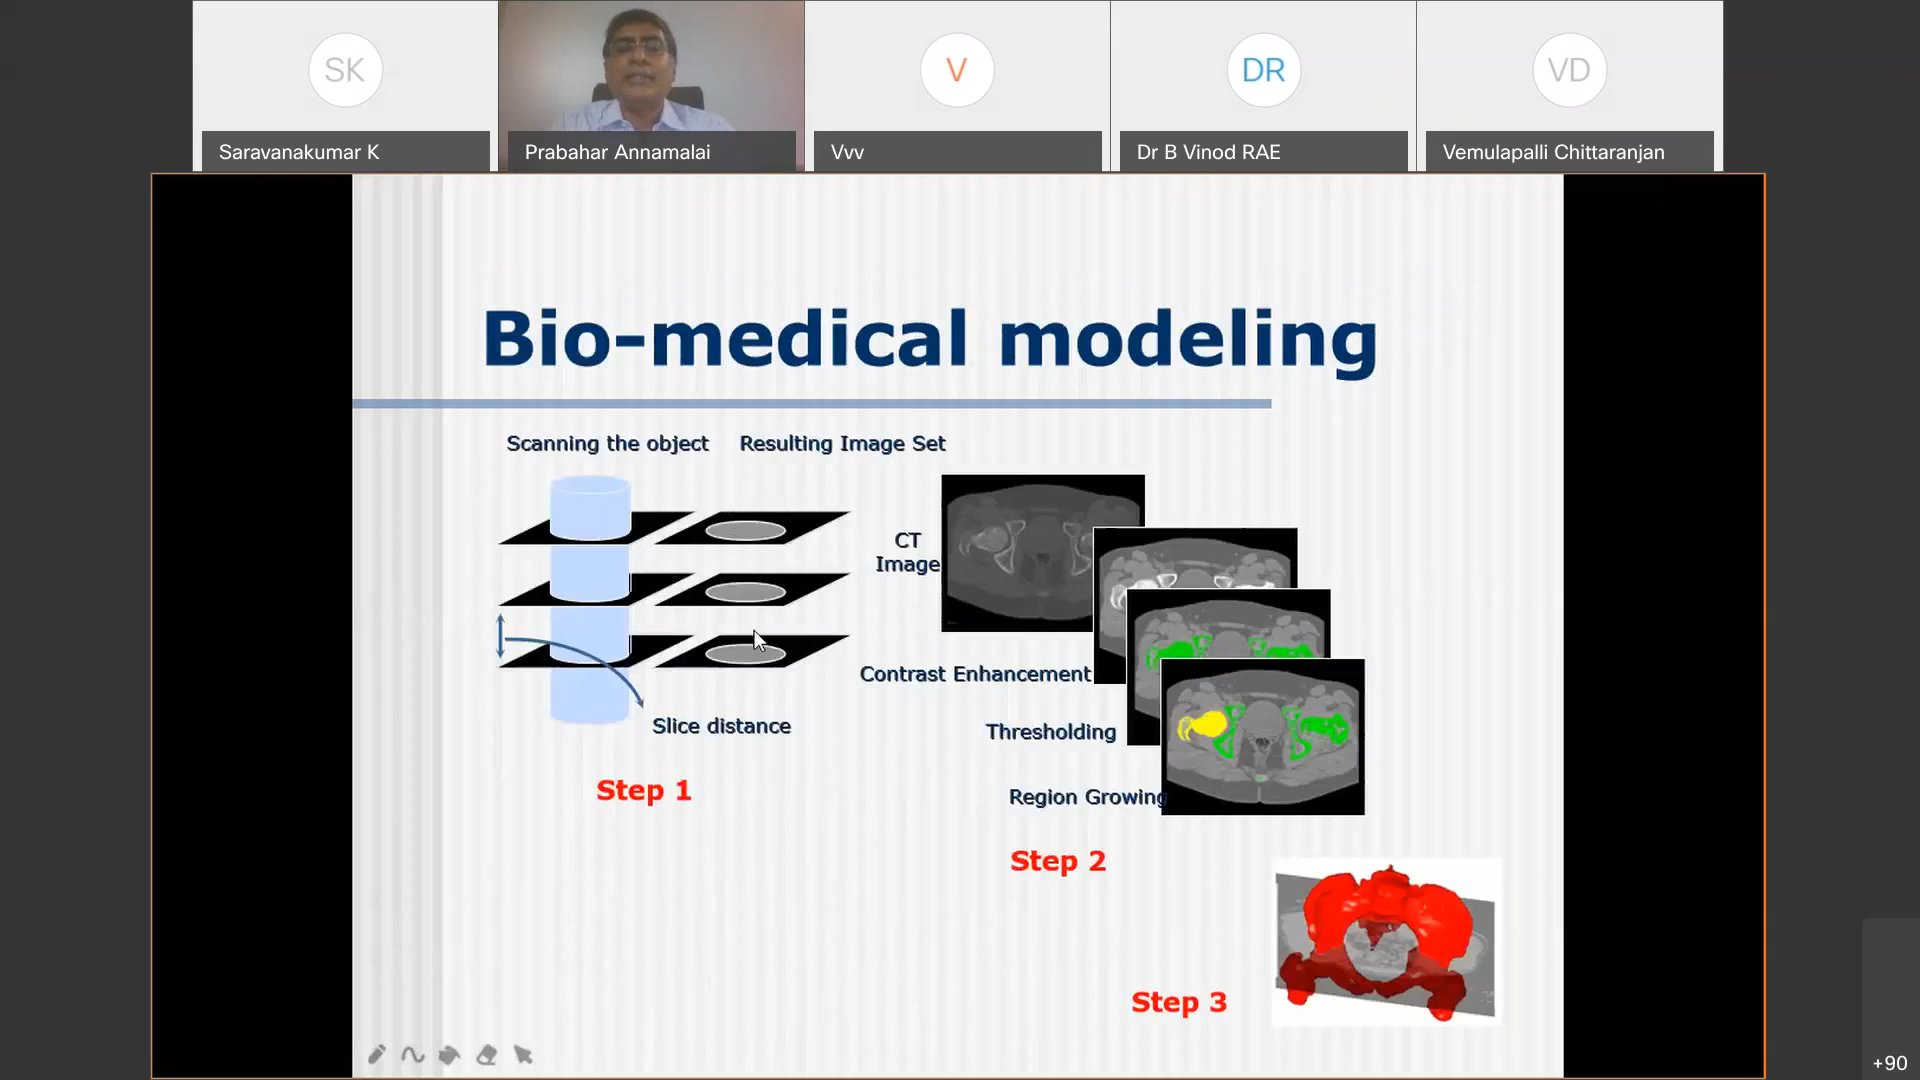 SK
V
DR
VD
Saravanakumar K
Prabahar Annamalai
Vvv
Dr B Vinod RAE
Vemulapalli Chittaranjan
Bio-medical modeling
Scanning the object
Resulting Image Set
CT
Image
Contrast Enhancement
Slice distance
Thresholding
Step 1
Region Growing
Step 2
Step 3
+90